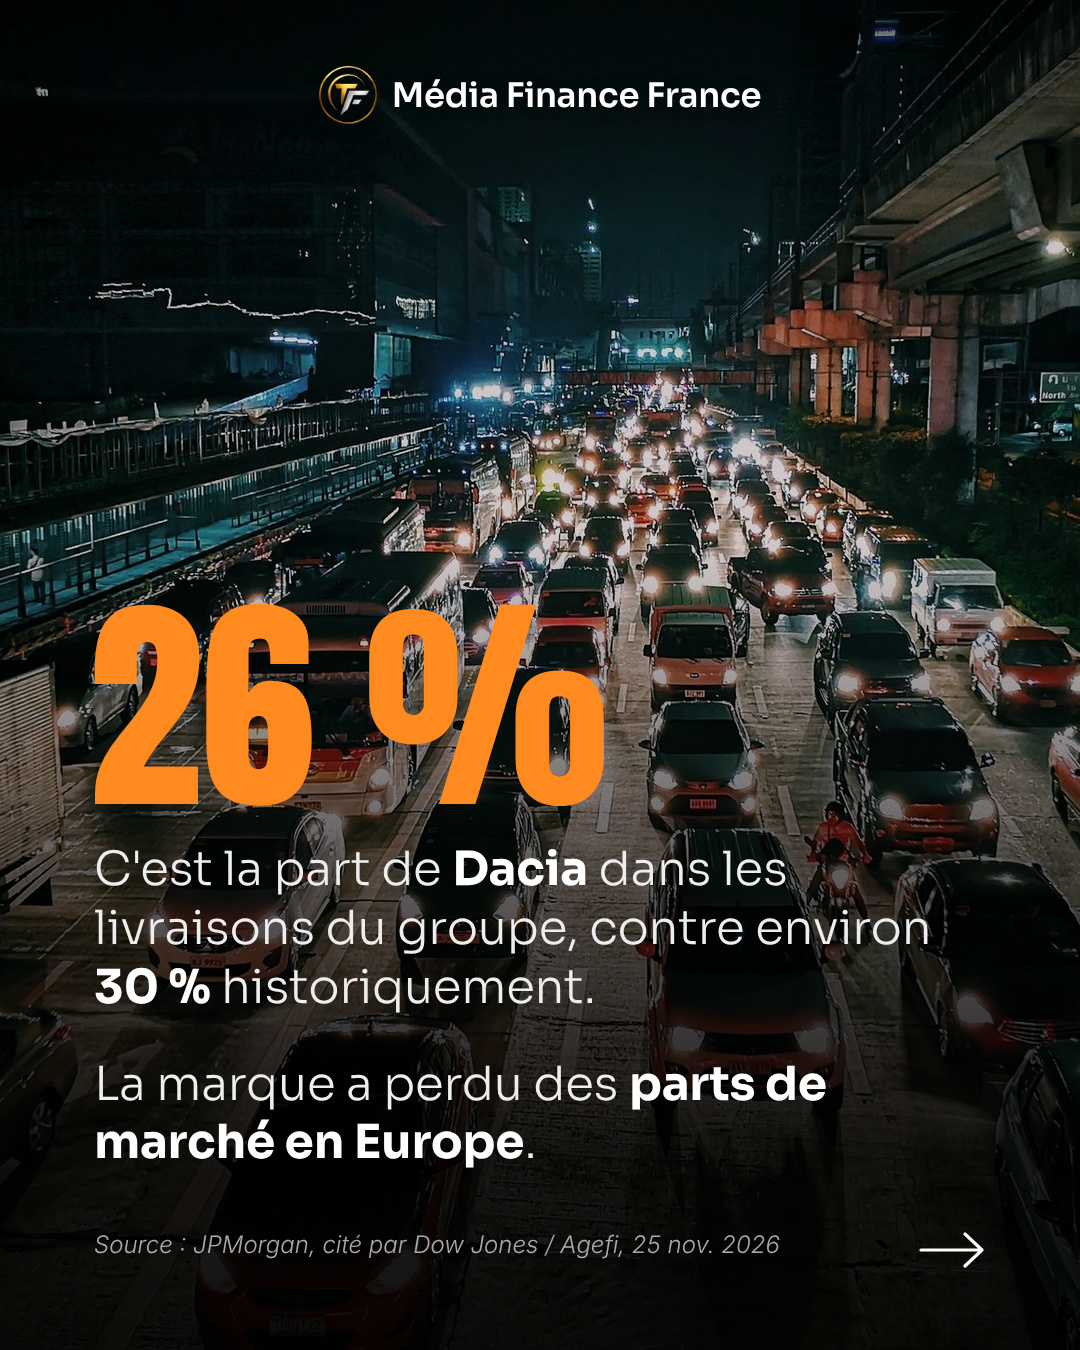 Média Finance France
26 %
C'est la part de Dacia dans les
livraisons du groupe, contre environ
30 % historiquement.
La marque a perdu des parts de
marché en Europe.
Source : JPMorgan, cité par Dow Jones / Agefi, 25 nov. 2026
North